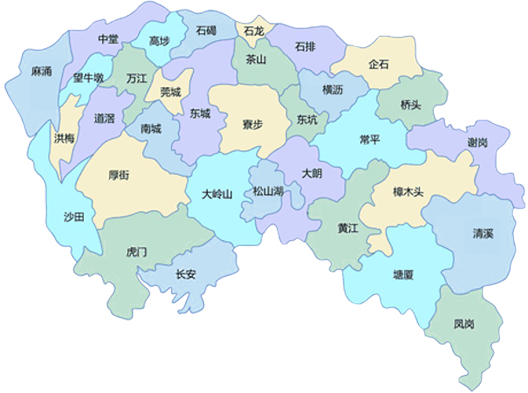 石碣
石龙
中堂
高埗
石排
茶山
企石
麻涌
望牛墩
万江
莞城
横沥
桥头
道滘
东城
寮步
东坑
南城
常平
洪梅
谢岗
厚街
大岭山
松山湖
大朗
樟木头
沙田
黄江
清溪
虎门
长安
塘厦
凤岗